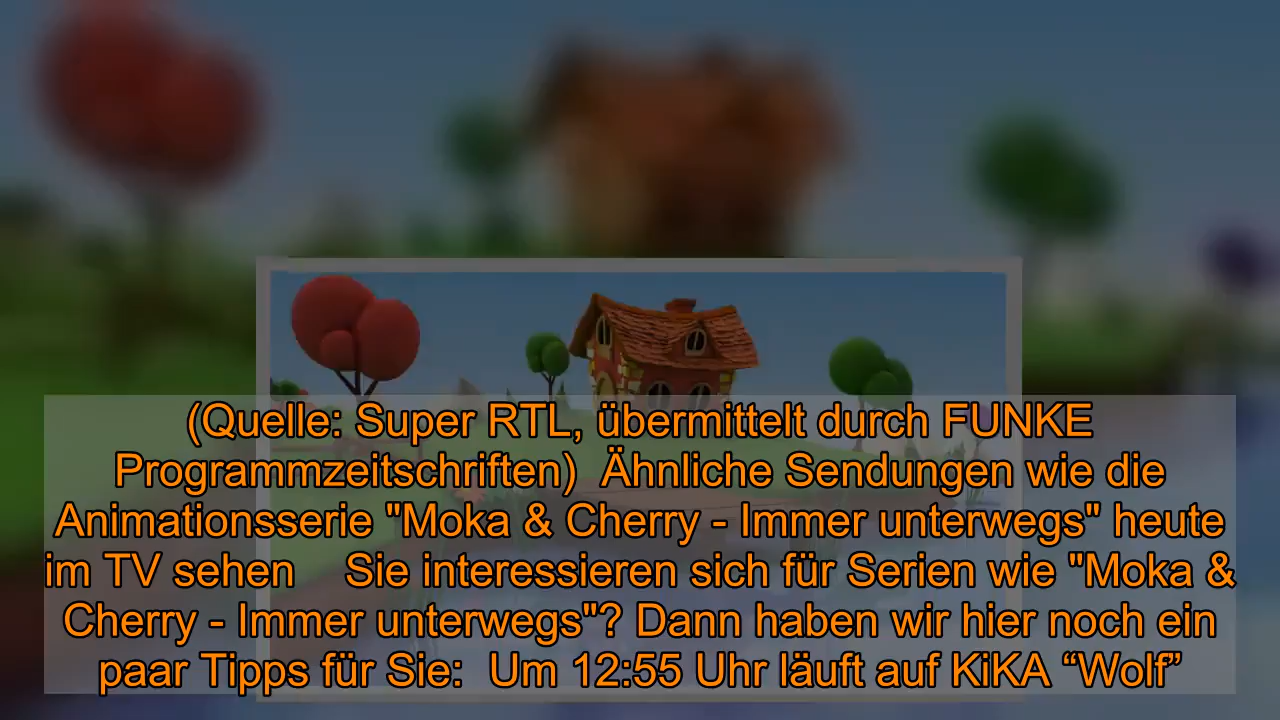 (Quelle: Super RTL, übermittelt durch FUNKE
Programmzeitschriften)  Ähnliche Sendungen wie die
Animationsserie "Moka & Cherry - Immer unterwegs" heute
im TV sehen    Sie interessieren sich für Serien wie "Moka &
Cherry - Immer unterwegs"? Dann haben wir hier noch ein
paar Tipps für Sie:  Um 12:55 Uhr läuft auf KiKA “Wolf”